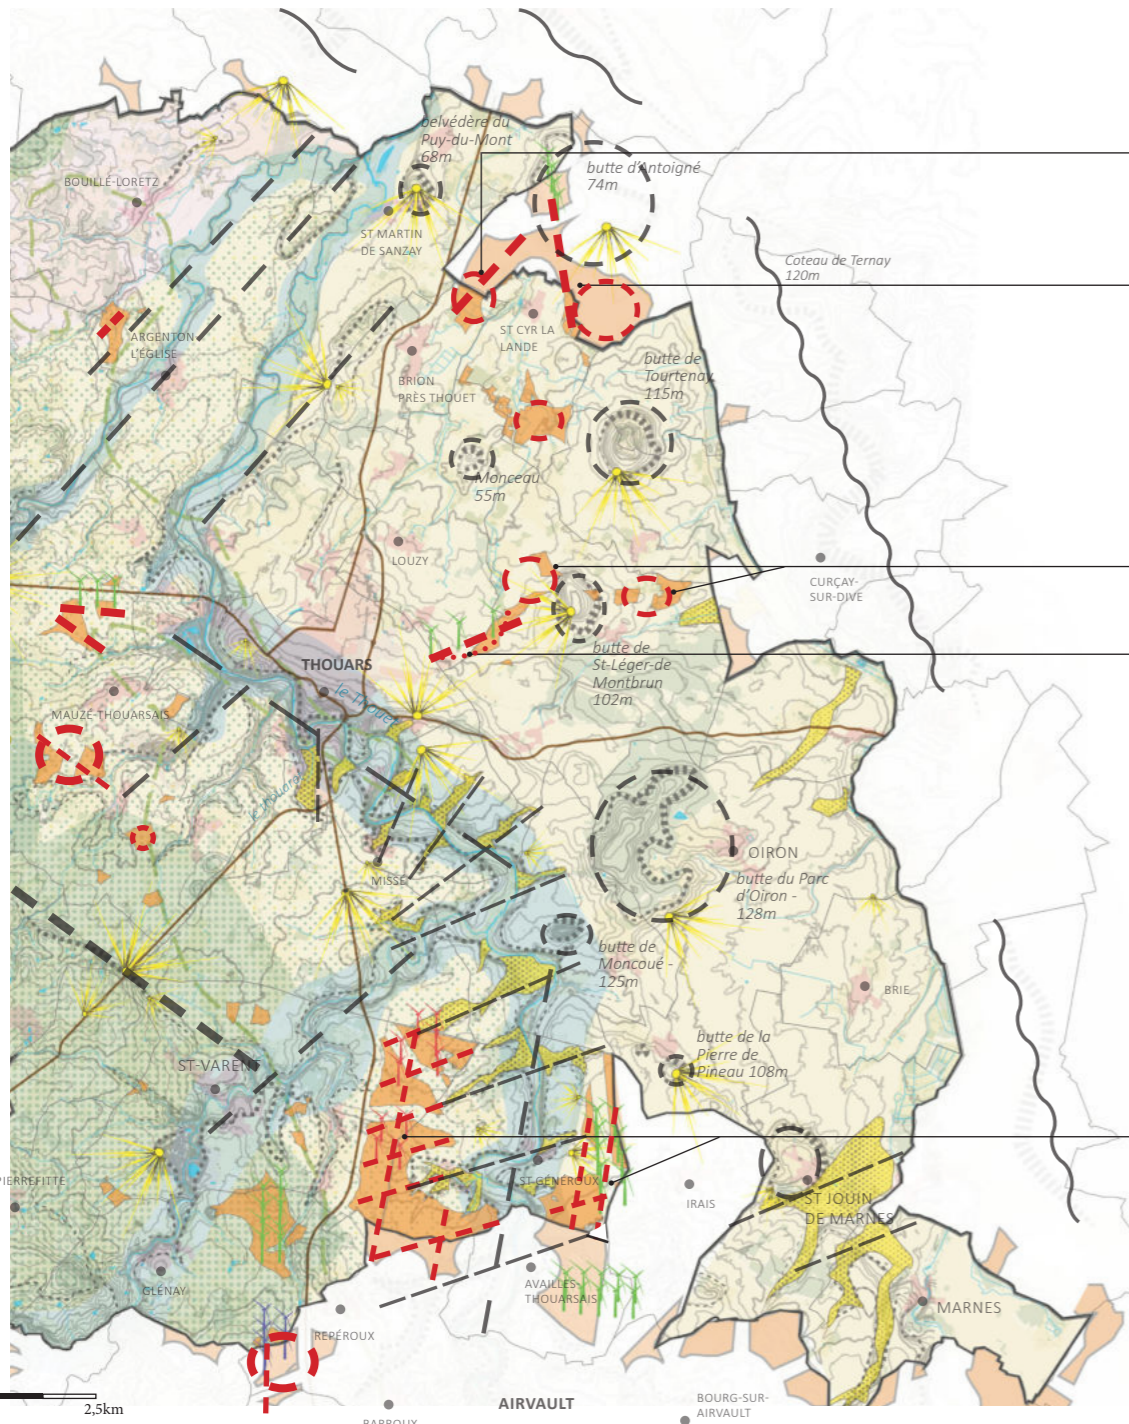 belvédère du
Puy-du-Mont
68m
butte d'Antoigné
74m
BOUILLÉ-LORETZ
ST MARTIN
DE SANZAY
Coteau de Ternay
120m
ARGENTON
L'ÉGLISE
ST CYR LA
LANDE
BRION
PRÈS THOUET
butte de
Tourtenay
115m
Monceau
55m
LOUZY
CURÇAY-
SUR-DIVE
THOUARS
le Thouet
butte de
St-Léger-de
Montbrun
102m
MAUZÉ-THOUARSAIS
MISSÉ
OIRON
butte du Parc
d'Oiron -
128m
butte de
Moncoué -
125m
BRIE
butte de la
Pierre de
Pineau 108m
ST-VARENT
PIERREFITTE
ST-GÉNÉROUX
IRAIS
ST JOUIN
DE MARNES
GLÉNAY
AVAILLES-
THOUARSAIS
MARNES
REPÉROUX
2,5km
AIRVAULT
BOURG-SUR-
AIRVAULT
BARROUX